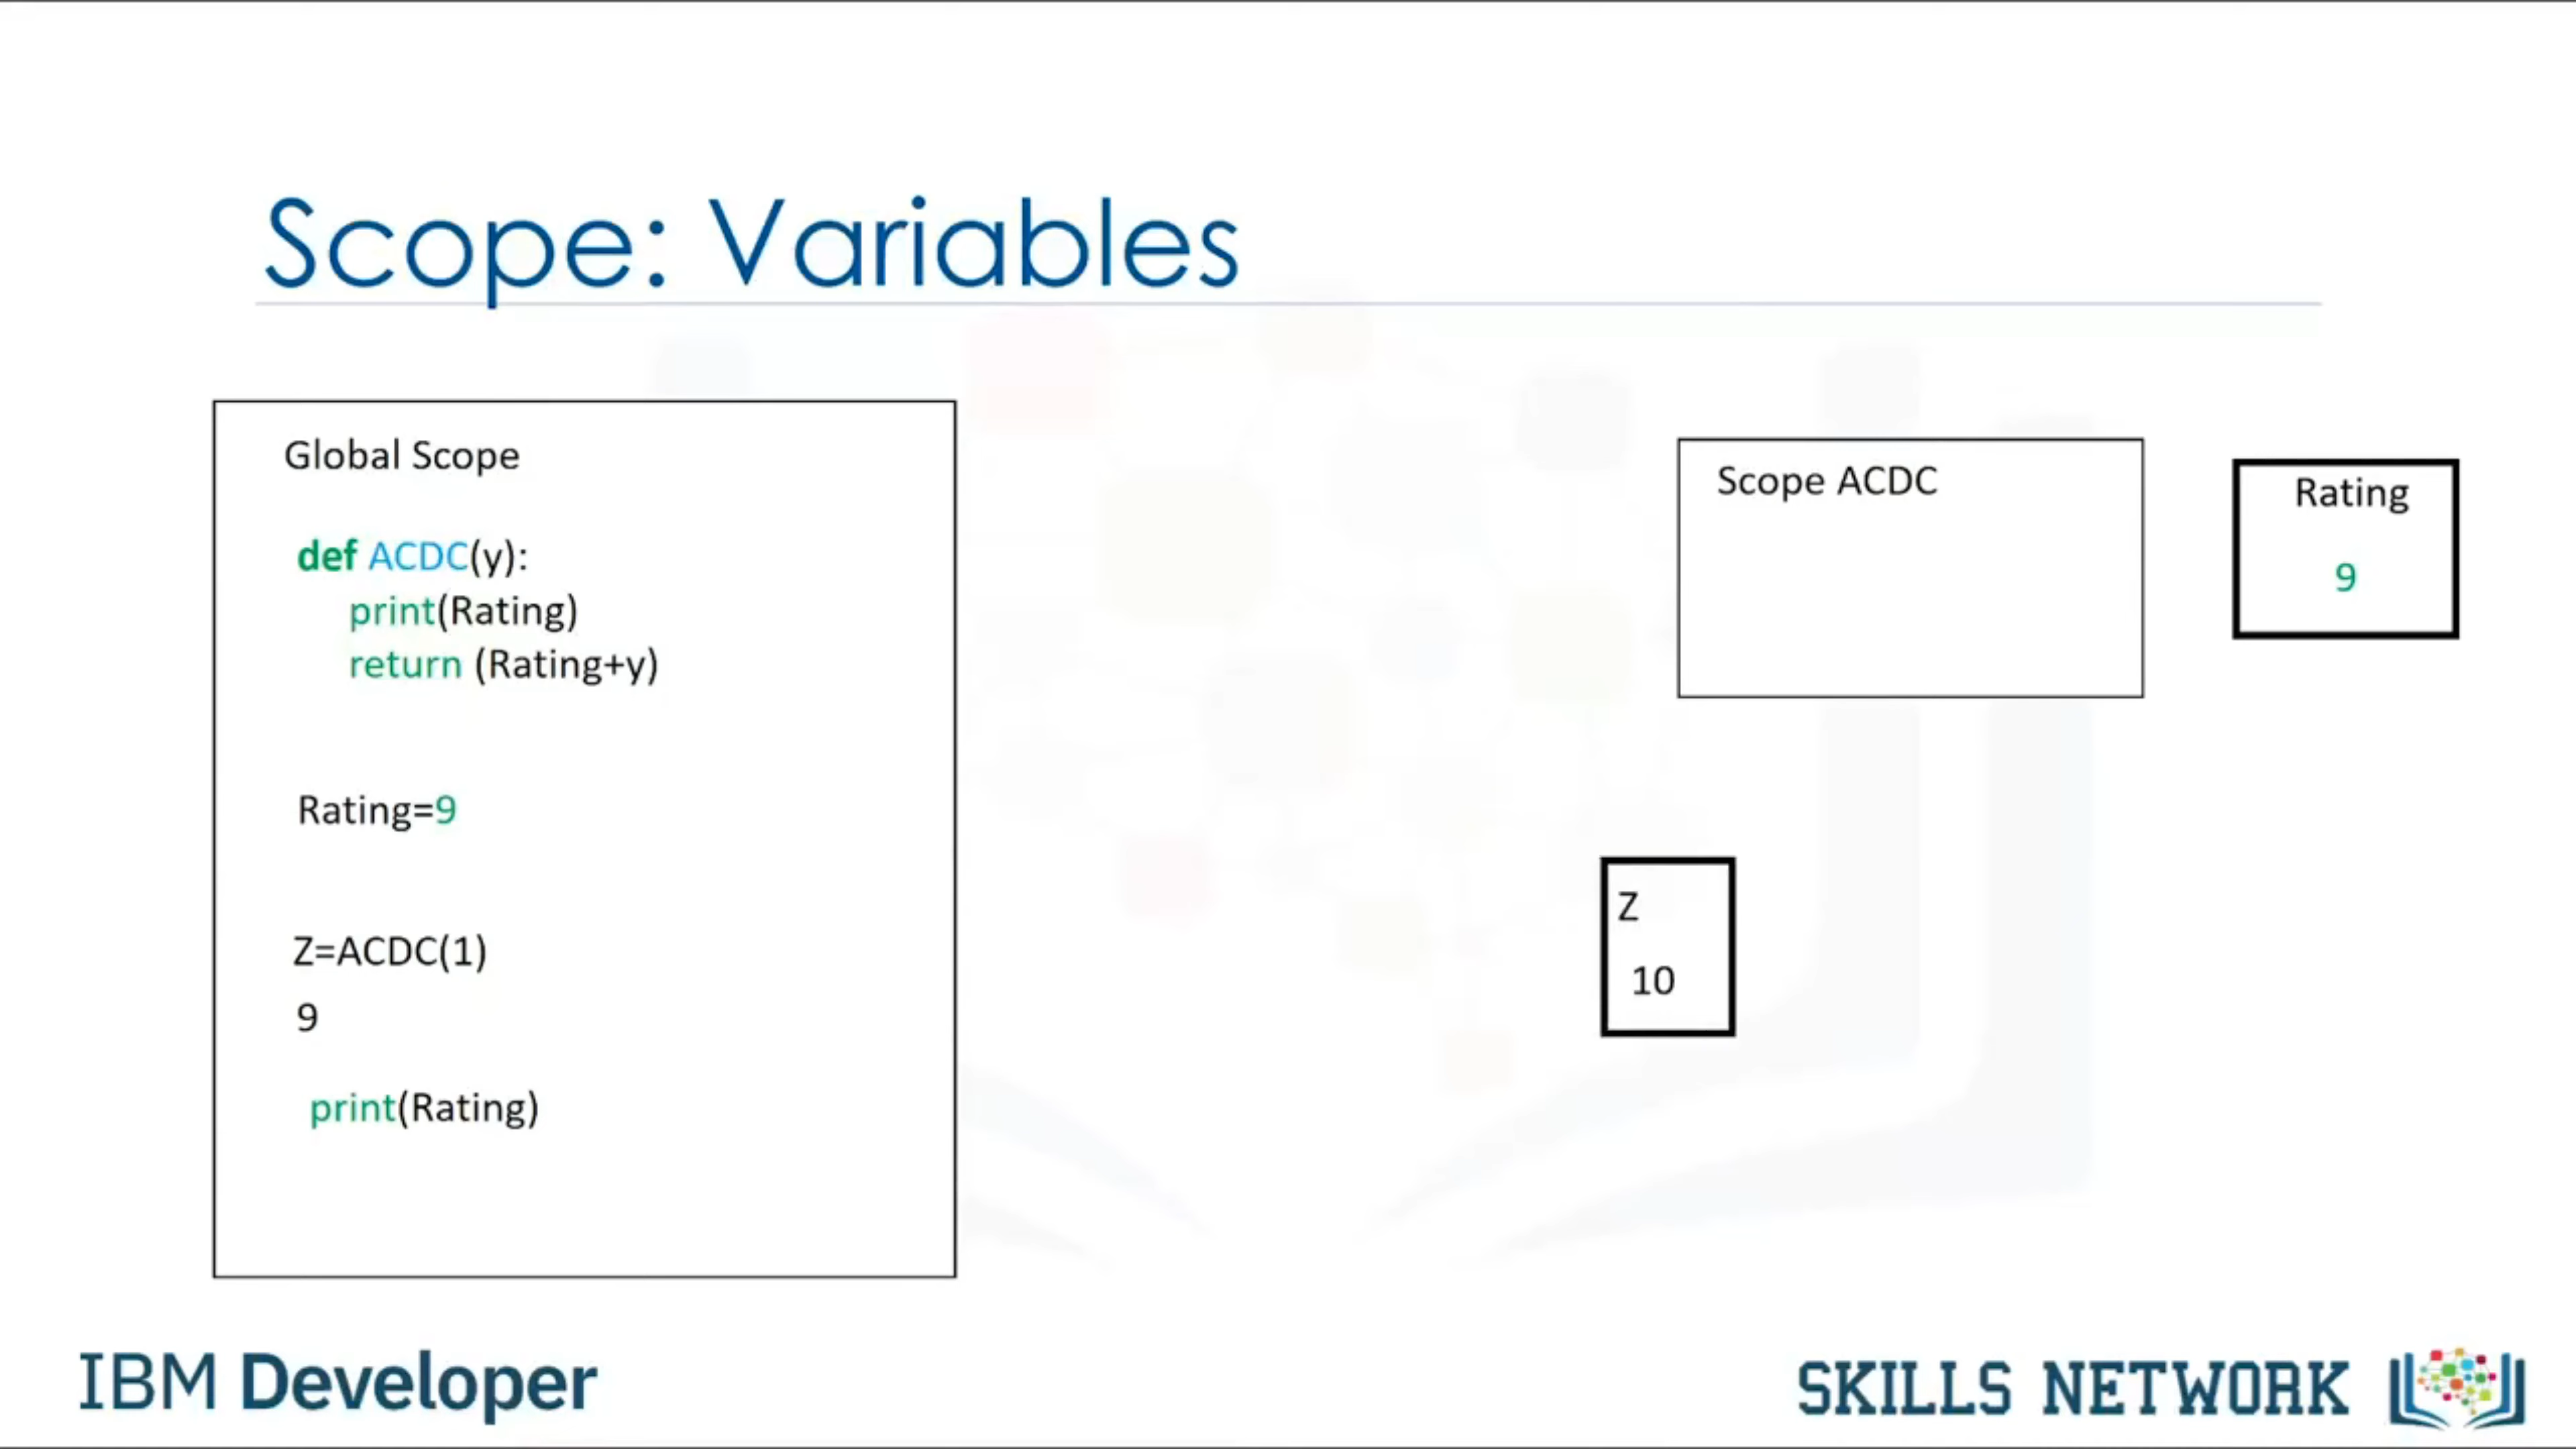 Scope: Variables
Global Scope
def ACDC(y):
print(Rating)
return (Rating+y)
Rating=9
Z=ACDC(1)
9
print(Rating)
Scope ACDC
Rating
9
Z
10
IBM Developer
SKILLS NETWORK